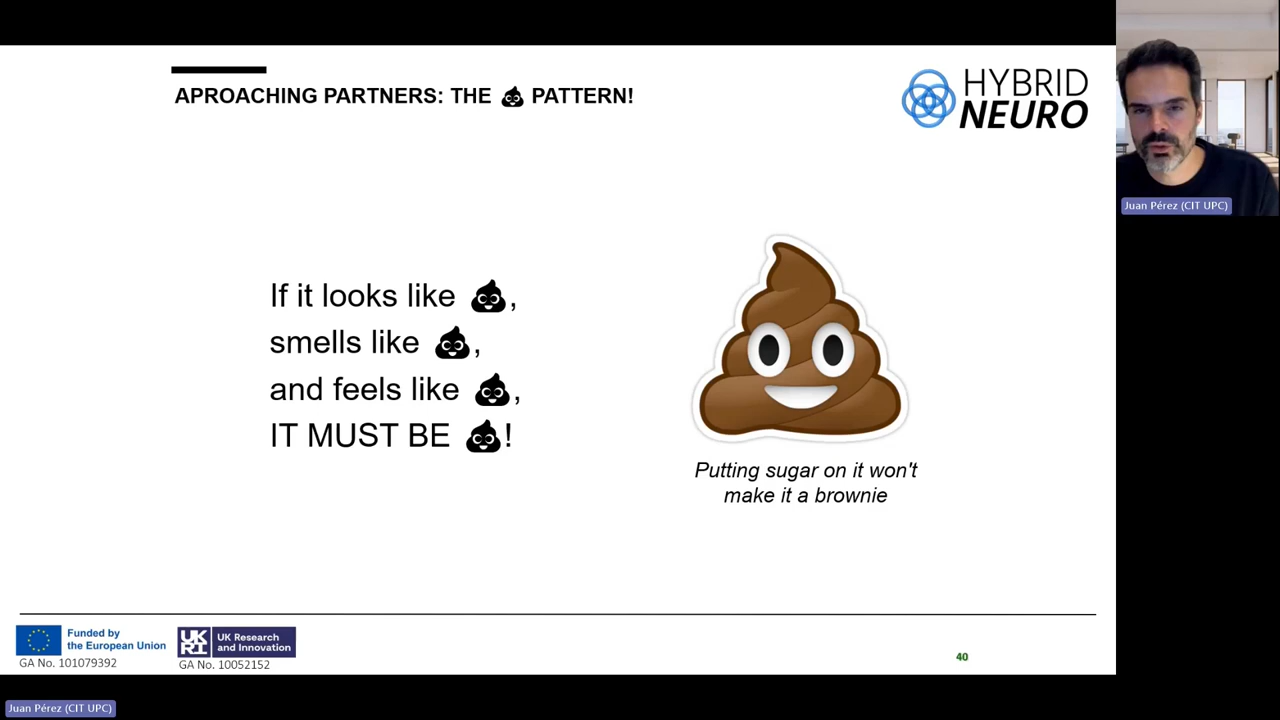 APROACHING PARTNERS: THE 💩 PATTERN!
HYBRID
NEURO
Juan Pérez (CIT UPC)
If it looks like 💩,
smells like 💩,
and feels like 💩,
IT MUST BE 💩!
Putting sugar on it won't
make it a brownie
Funded by
the European Union
GA No. 101079392
UK
RI
UK Research
and Innovation
GA No. 10052152
40
Juan Pérez (CIT UPC)